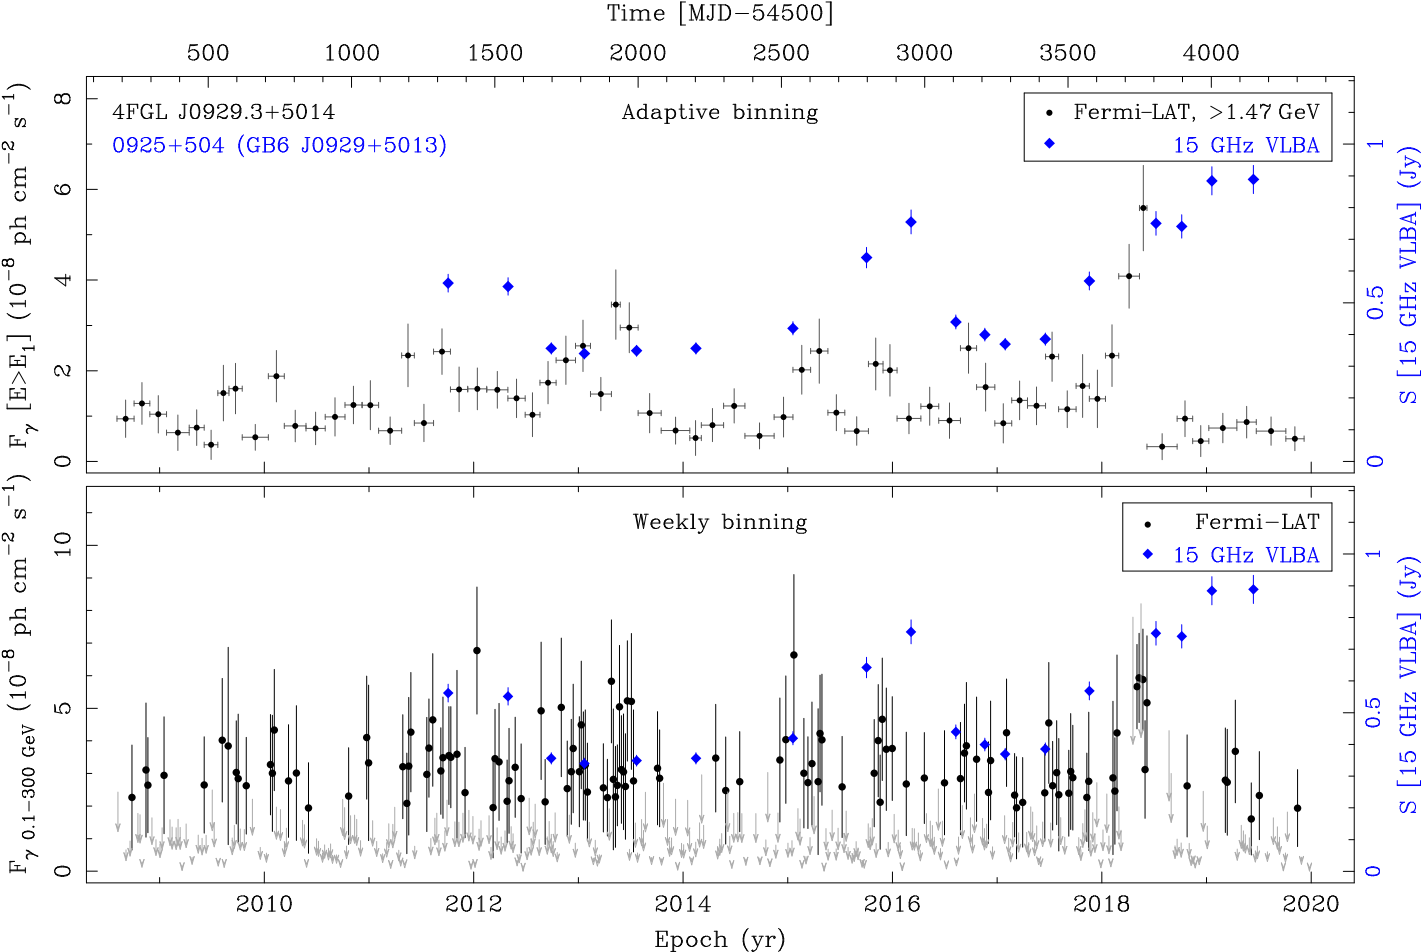 Time [MJD−54500]
500 1000 1500 2000 2500 3000 3500 4000
4FGL J0929.3+5014
0925+504 (GB6 J0929+5013)
Adaptive binning
Fermi−LAT, >1.47 GeV
15 GHz VLBA
8
6
4
2
0
Fγ [E>E1] (10−8 ph cm−2 s−1)
1
0.5
0
S [15 GHz VLBA] (Jy)
Weekly binning
Fermi−LAT
15 GHz VLBA
10
5
0
Fγ 0.1−300 GeV (10−8 ph cm−2 s−1)
1
0.5
0
S [15 GHz VLBA] (Jy)
2010 2012 2014 2016 2018 2020
Epoch (yr)